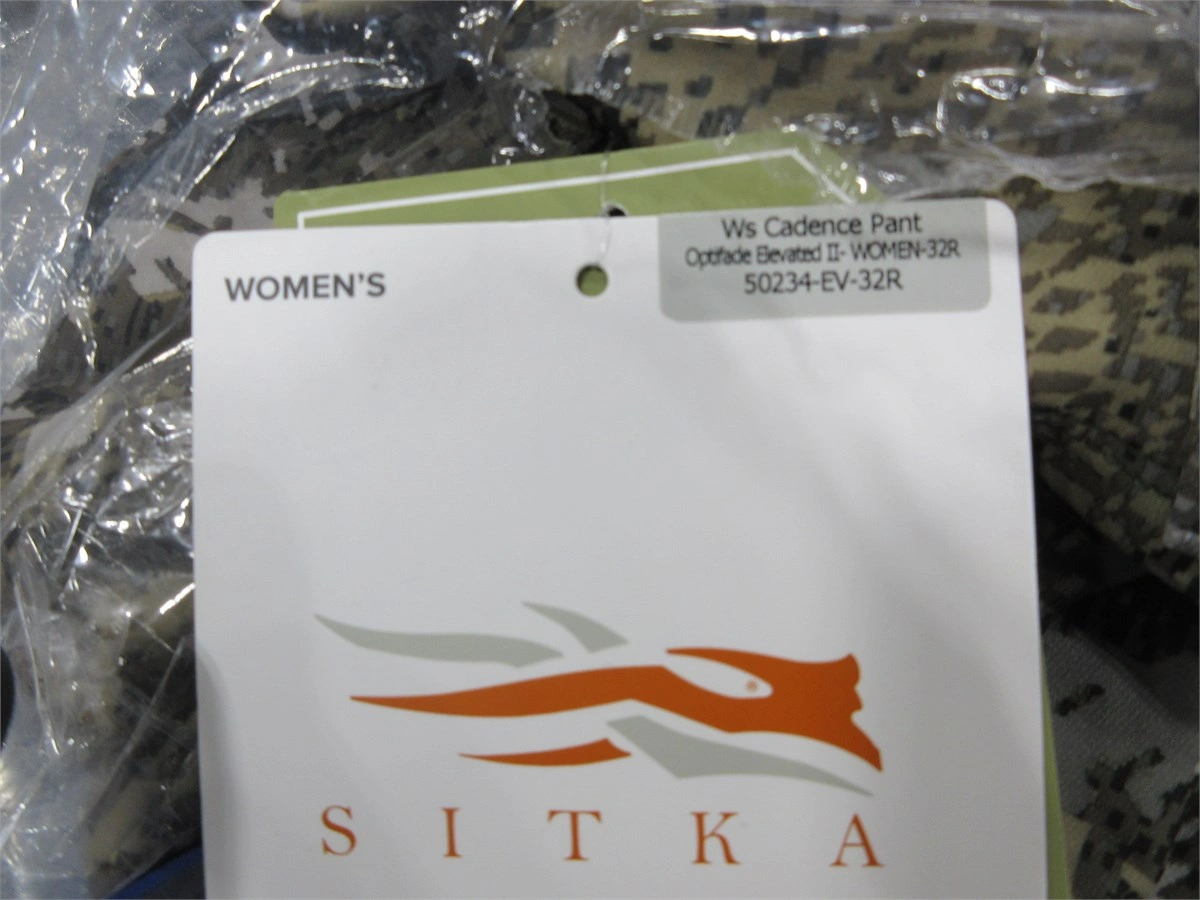 WOMEN'S
Ws Cadence Pant
Optifade Elevated II- WOMEN-32R
50234-EV-32R
®
SITKA